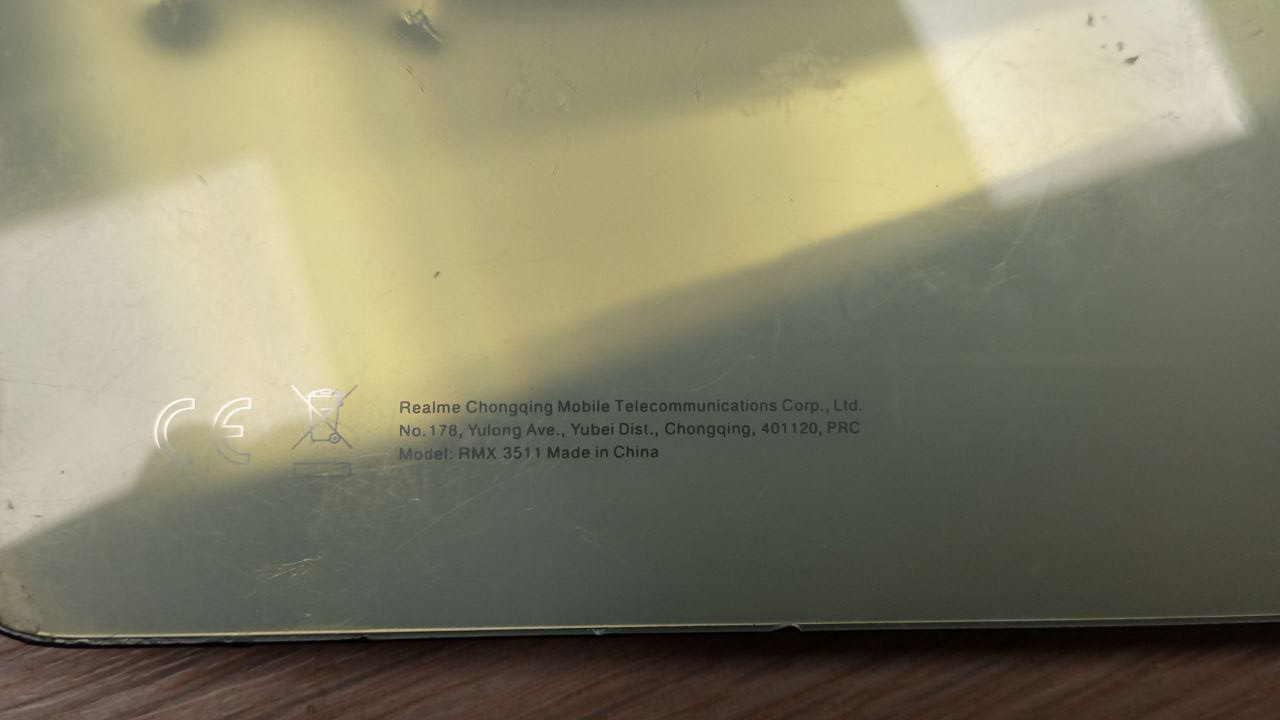 CE
Realme Chongqing Mobile Telecommunications Corp., Ltd.
No.178, Yulong Ave., Yubei Dist., Chongqing, 401120, PRC
Model: RMX 3511 Made in China